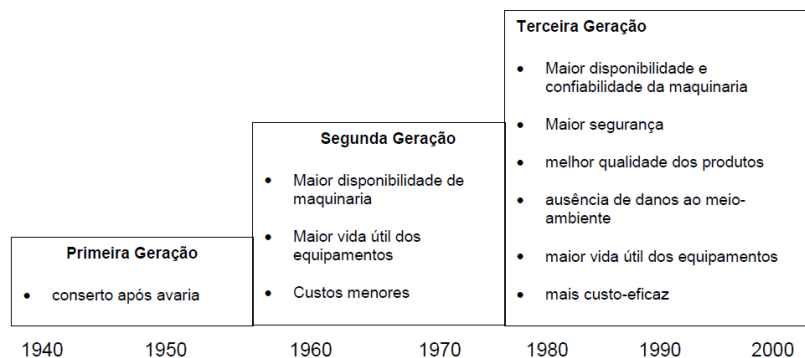 Primeira Geração
• conserto após avaria
Segunda Geração
• Maior disponibilidade de
maquinaria
• Maior vida útil dos
equipamentos
• Custos menores
Terceira Geração
• Maior disponibilidade e
confiabilidade da maquinaria
• Maior segurança
• melhor qualidade dos produtos
• ausência de danos ao meio-
ambiente
• maior vida útil dos equipamentos
• mais custo-eficaz
1940 1950 1960 1970 1980 1990 2000